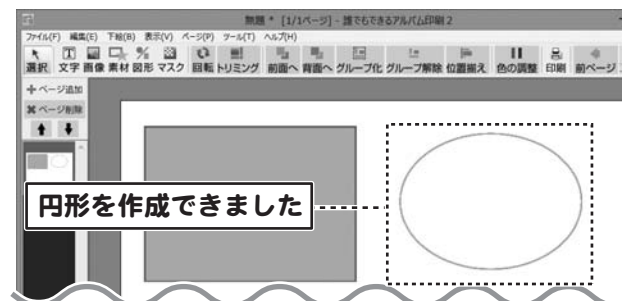 無題 * [1/1ページ] - 誰でもできるアルバム印刷 2
ファイル(F) 編集(E) 下絵(B) 表示(V) ページ(P) ツール(T) ヘルプ(H)
選択 文字 画像 素材 図形 マスク 回転 トリミング 前面へ 背面へ グループ化 グループ解除 位置揃え 色の調整 印刷 前ページ
ページ追加
ページ削除
円形を作成できました